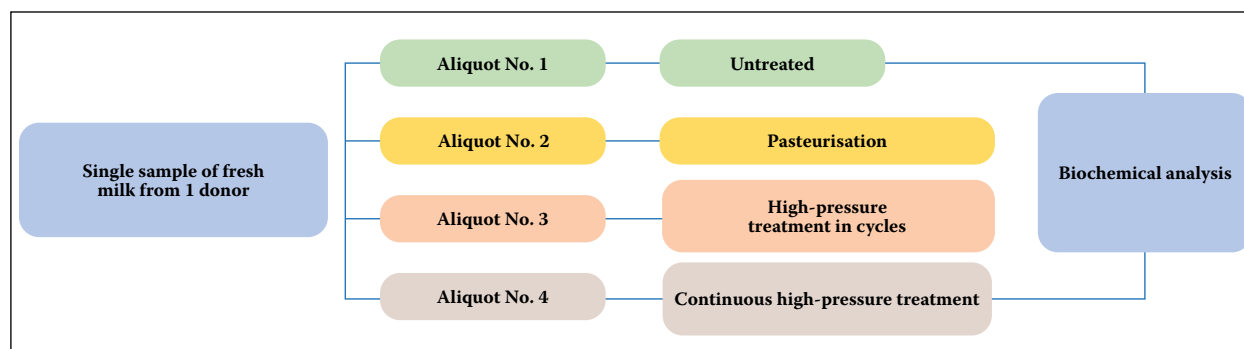 Single sample of fresh
milk from 1 donor
Aliquot No. 1
Untreated
Aliquot No. 2
Pasteurisation
Aliquot No. 3
High-pressure
treatment in cycles
Aliquot No. 4
Continuous high-pressure treatment
Biochemical analysis